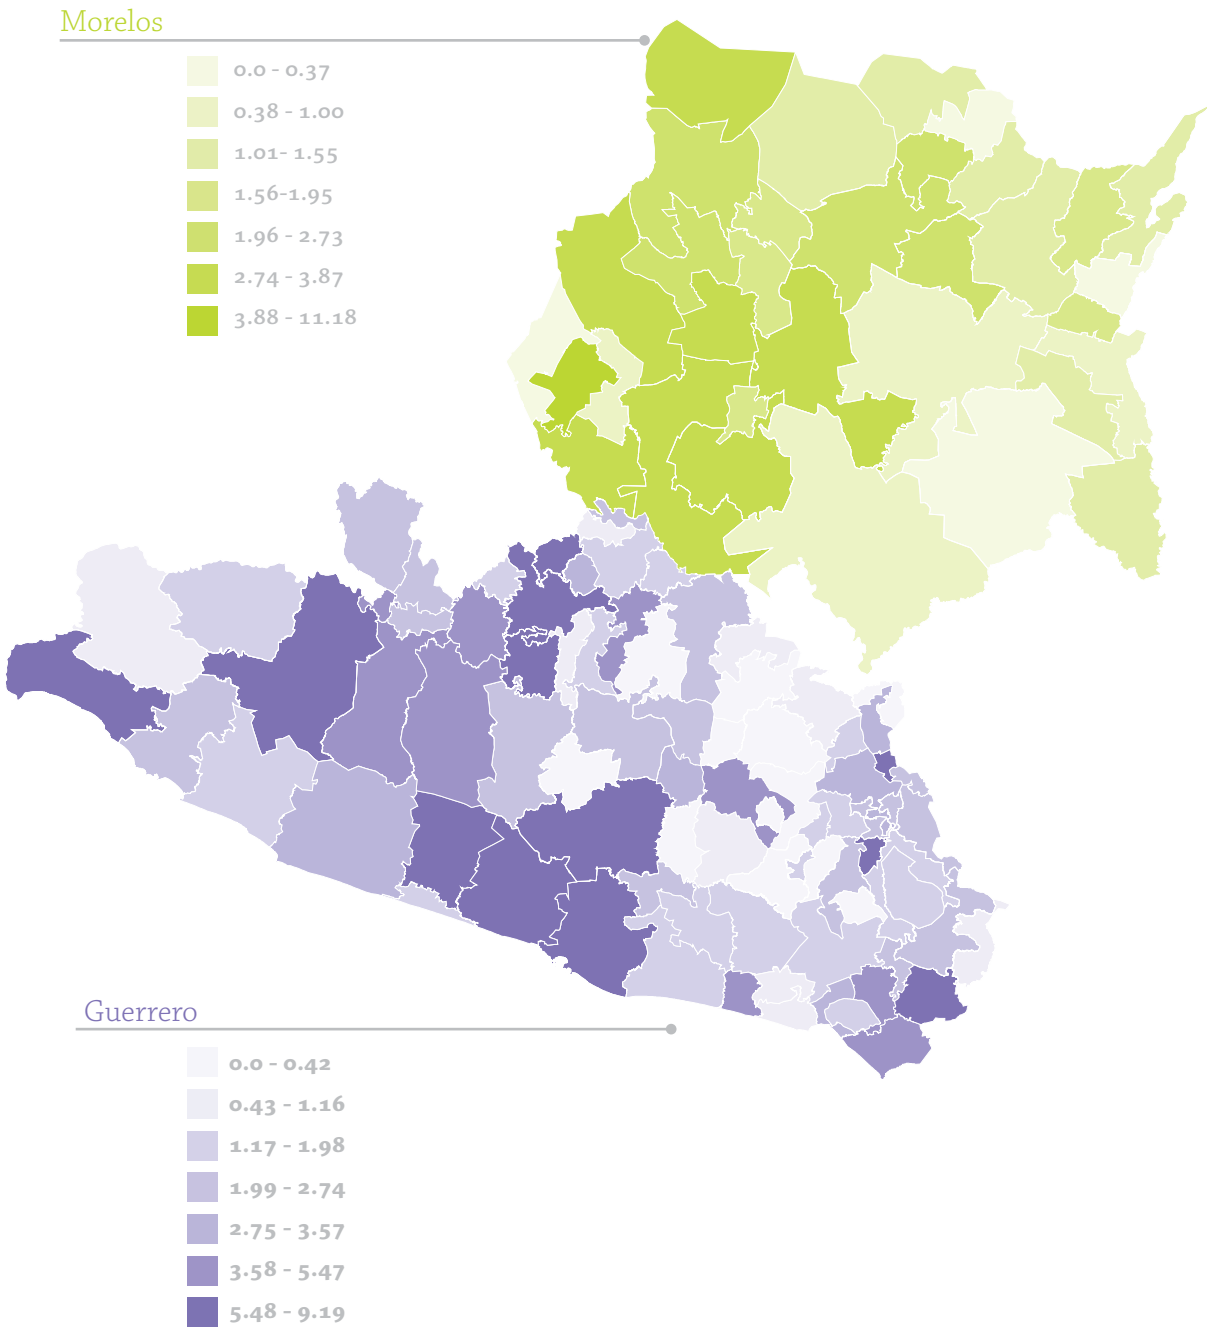 Morelos
0.0 - 0.37
0.38 - 1.00
1.01- 1.55
1.56-1.95
1.96 - 2.73
2.74 - 3.87
3.88 - 11.18
Guerrero
0.0 - 0.42
0.43 - 1.16
1.17 - 1.98
1.99 - 2.74
2.75 - 3.57
3.58 - 5.47
5.48 - 9.19